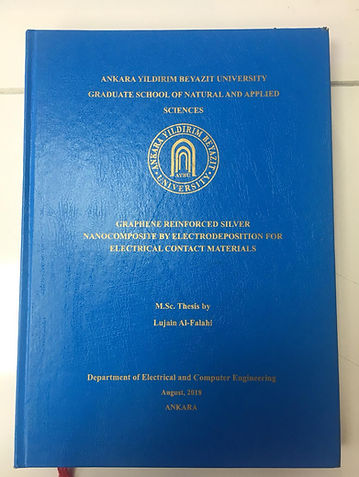 ANKARA YILDIRIM BEYAZIT UNIVERSITY
GRADUATE SCHOOL OF NATURAL AND APPLIED
SCIENCES
ANKARA YILDIRIM BEYAZIT
AYBU
UNIVERSITY
GRAPHENE REINFORCED SILVER
NANOCOMPOSITE BY ELECTRODEPOSITION FOR
ELECTRICAL CONTACT MATERIALS
M.Sc. Thesis by
Lujain Al-Falahi
Department of Electrical and Computer Engineering
August, 2018
ANKARA